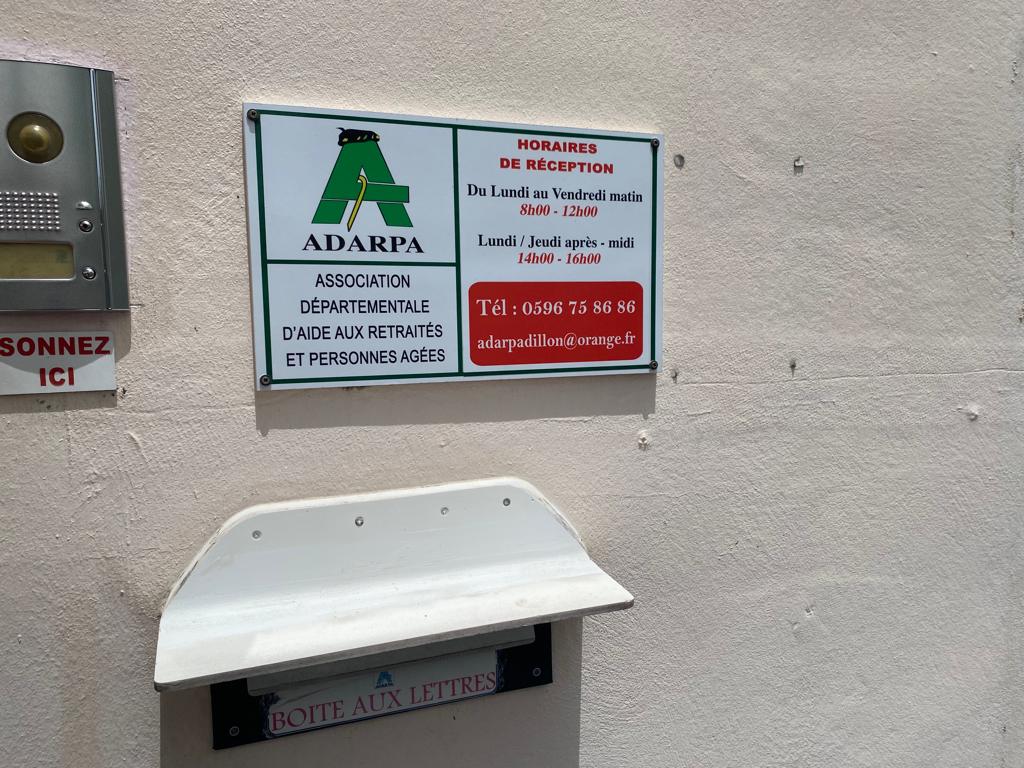 SONNEZ
ICI
ADARPA
ASSOCIATION
DÉPARTEMENTALE
D'AIDE AUX RETRAITÉS
ET PERSONNES AGÉES
HORAIRES
DE RÉCEPTION
Du Lundi au Vendredi matin
8h00 - 12h00
Lundi / Jeudi après - midi
14h00 - 16h00
Tél : 0596 75 86 86
adarpadillon@orange.fr
ADARPA
BOITE AUX LETTRES